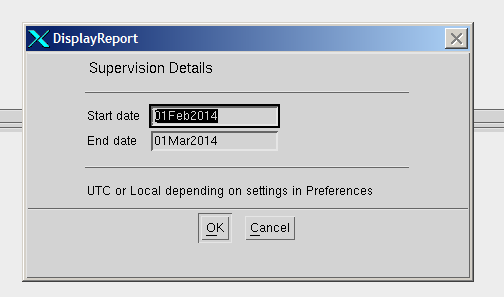 DisplayReport
Supervision Details
Start date 01Feb2014
End date 01Mar2014
UTC or Local depending on settings in Preferences
OK Cancel